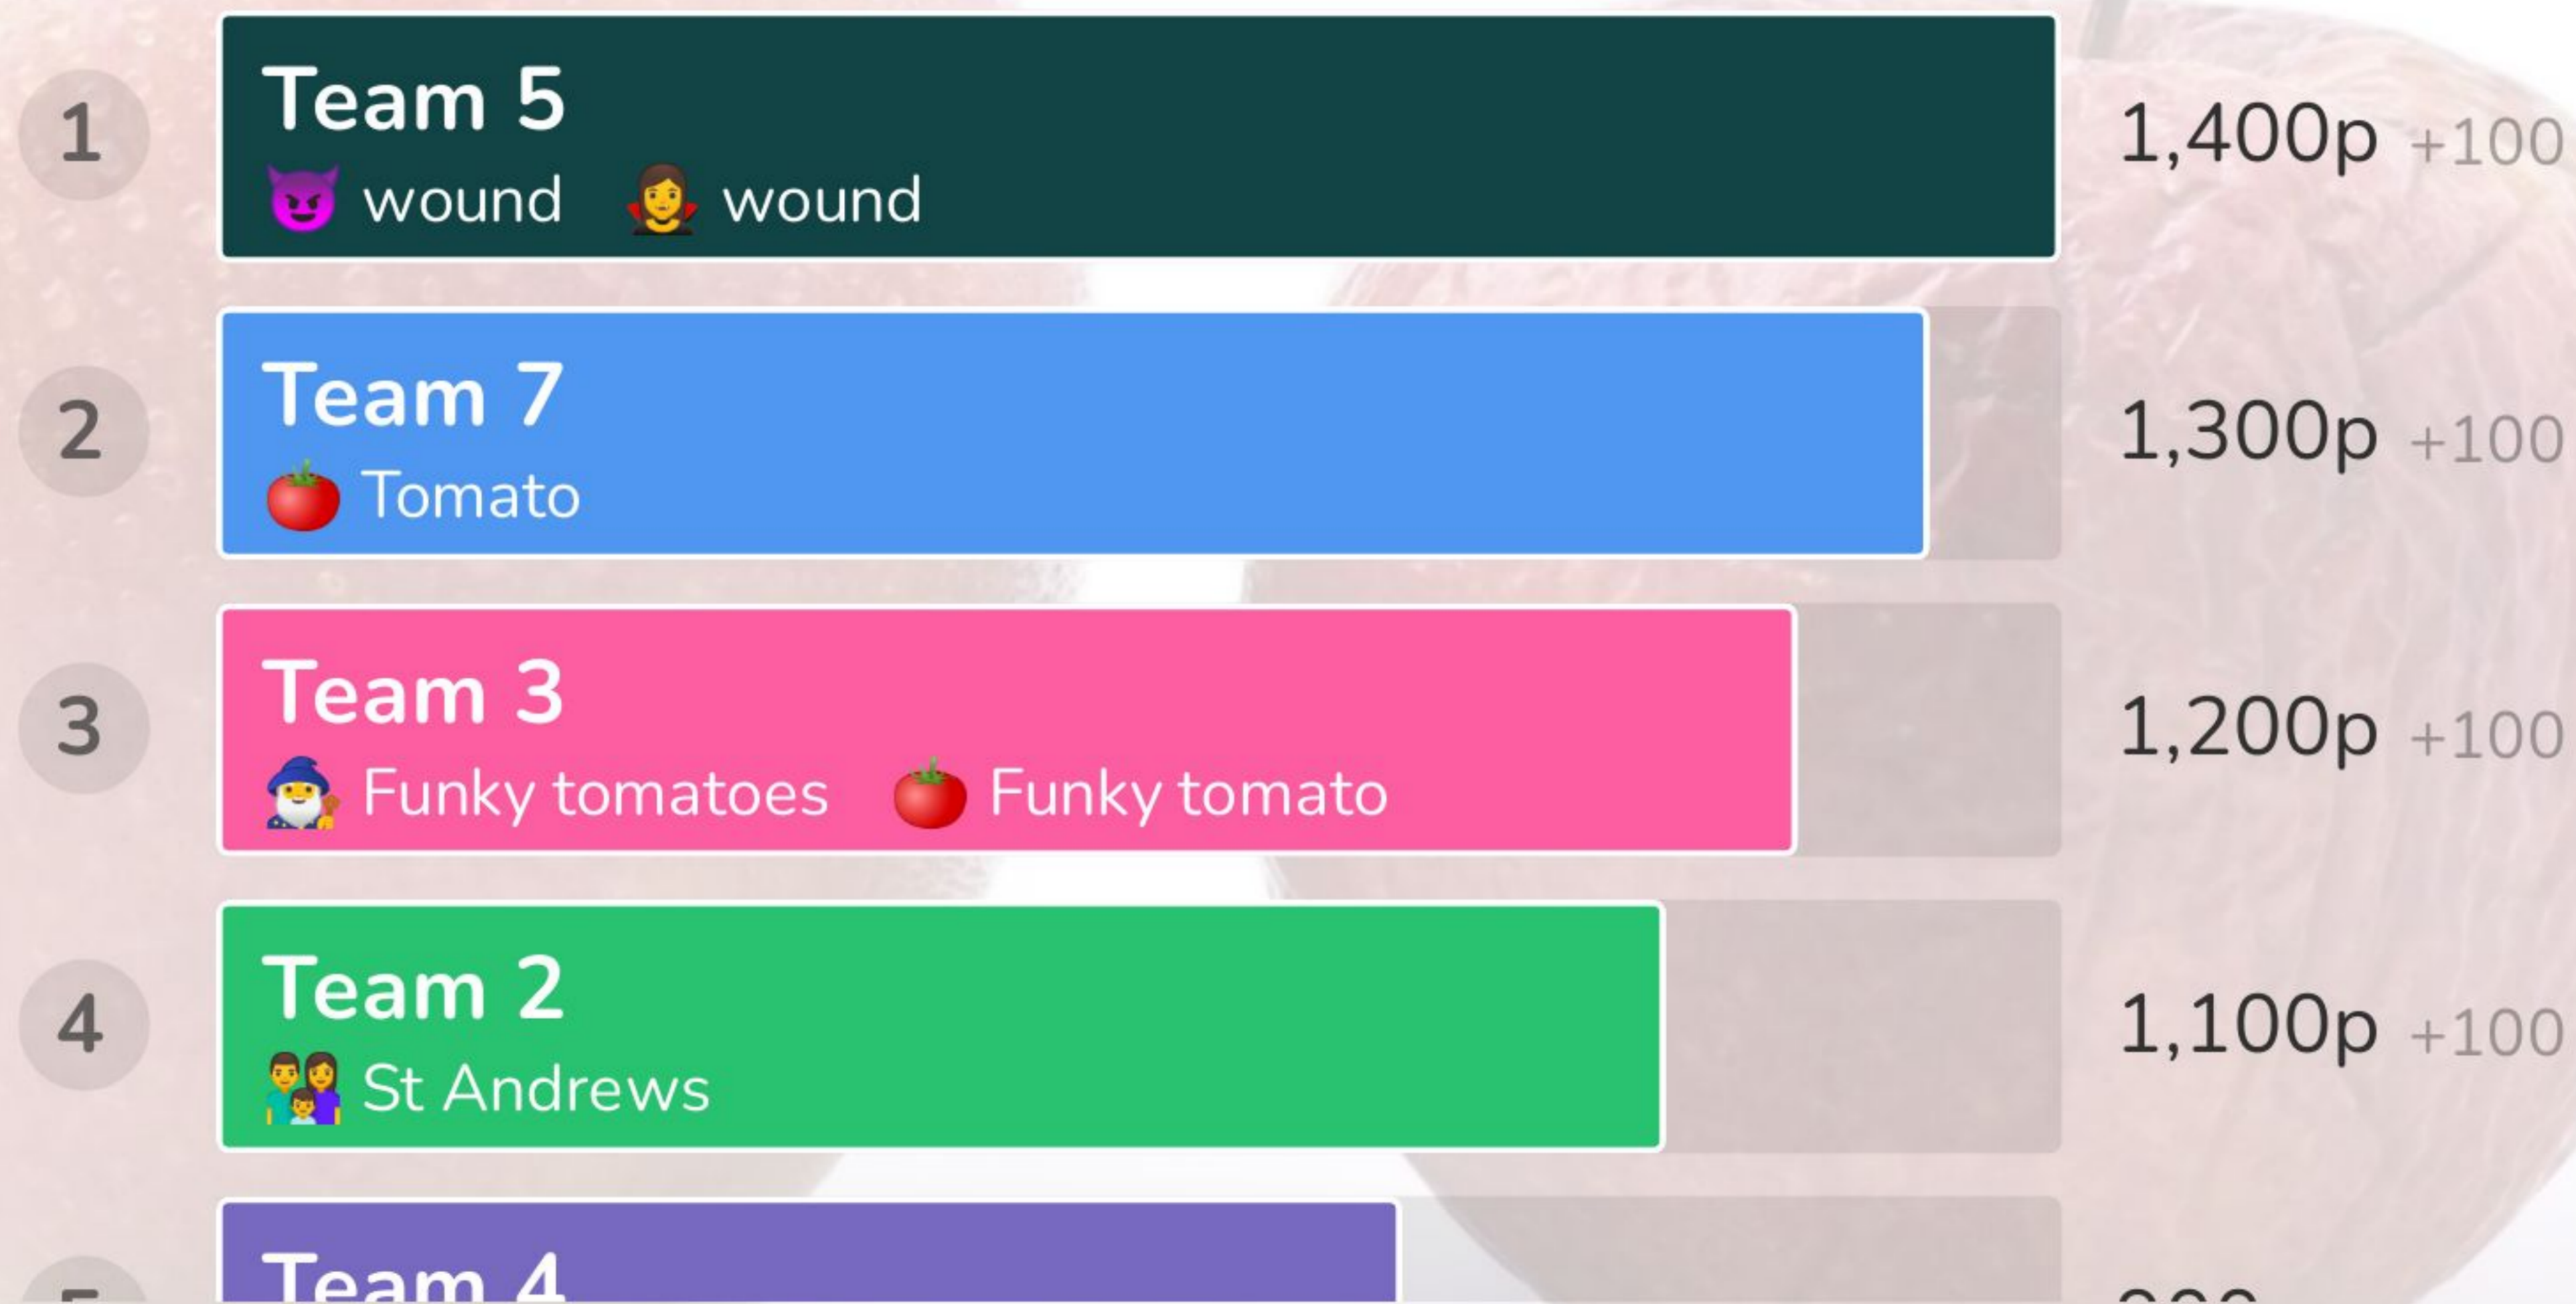 1
Team 5
wound wound
1,400p +100
2
Team 7
Tomato
1,300p +100
3
Team 3
Funky tomatoes Funky tomato
1,200p +100
4
Team 2
St Andrews
1,100p +100
Team 4